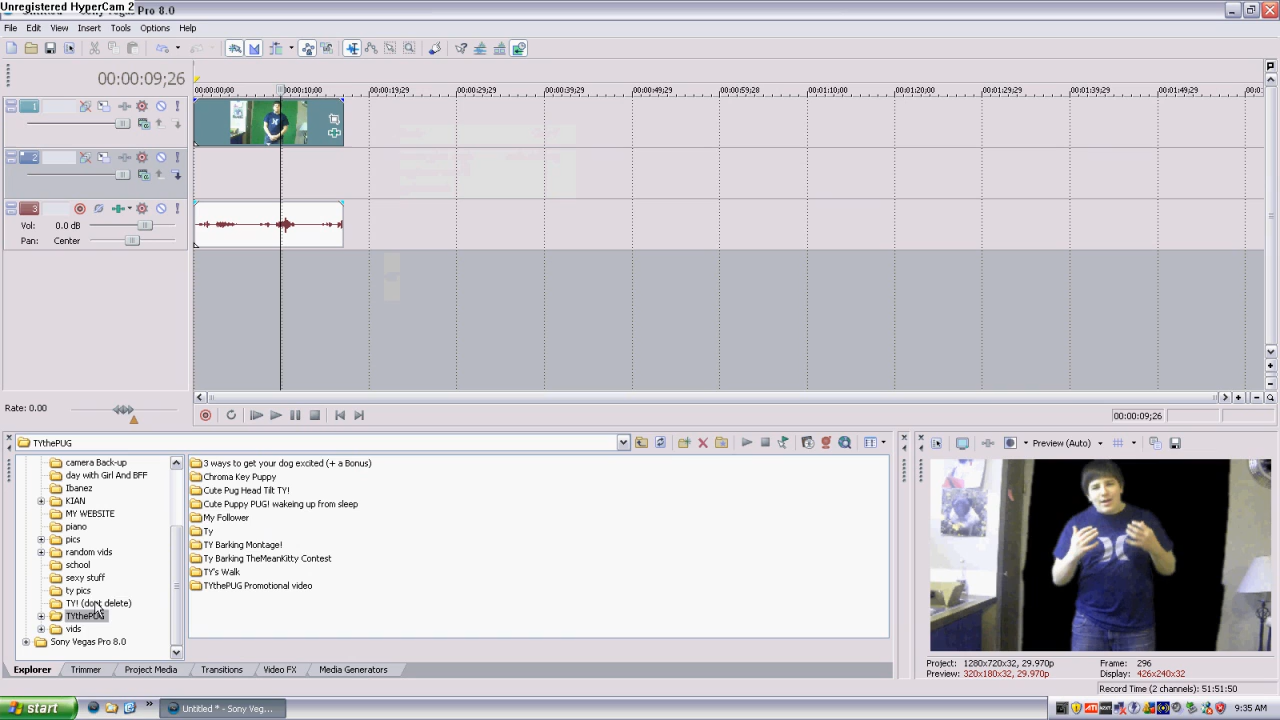 Unregistered HyperCam 2
Sony Vegas Pro 8.0
File Edit View Insert Tools Options Help
00:00:09;26
00:00:00;00 00:00:10;00 00:00:19;29 00:00:29;29 00:00:39;29 00:00:49;29 00:00:59;28 00:01:10;00 00:01:20;00 00:01:29;29 00:01:39;29 00:01:49;29
1
2
3
Vol: 0.0 dB
Pan: Center
Rate: 0.00
00:00:09;26
TYthePUG
Preview (Auto)
camera Back-up
day with Girl And BFF
Ibanez
KIAN
MY WEBSITE
piano
pics
random vids
school
sexy stuff
ty pics
TY! (dont delete)
TYthePUG
vids
Sony Vegas Pro 8.0
3 ways to get your dog excited (+ a Bonus)
Chroma Key Puppy
Cute Pug Head Tilt TY!
Cute Puppy PUG! wakeing up from sleep
My Follower
Ty
TY Barking Montage!
Ty Barking TheMeanKitty Contest
TY's Walk
TYthePUG Promotional video
Explorer Trimmer Project Media Transitions Video FX Media Generators
Project: 1280x720x32, 29.970p Frame: 296
Preview: 320x180x32, 29.970p Display: 426x240x32
Record Time (2 channels): 51:51:50
start
Untitled * - Sony Veg...
9:35 AM